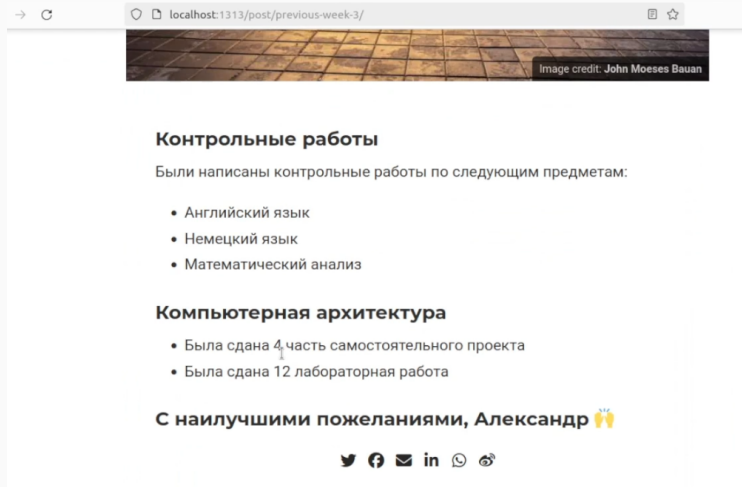 localhost:1313/post/previous-week-3/
Image credit: John Moeses Bauan
Контрольные работы
Были написаны контрольные работы по следующим предметам:
• Английский язык
• Немецкий язык
• Математический анализ
Компьютерная архитектура
• Была сдана 4 часть самостоятельного проекта
• Была сдана 12 лабораторная работа
С наилучшими пожеланиями, Александр 🙌